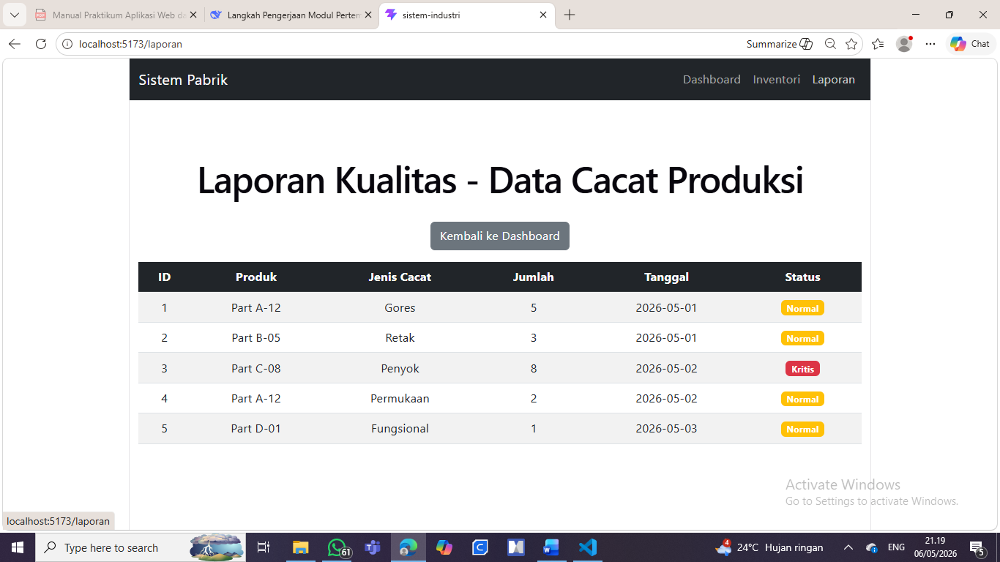 Manual Praktikum Aplikasi Web da
Langkah Pengerjaan Modul Pertem
sistem-industri
localhost:5173/laporan
Summarize
Chat
Sistem Pabrik
Dashboard Inventori Laporan
Laporan Kualitas - Data Cacat Produksi
Kembali ke Dashboard
ID Produk Jenis Cacat Jumlah Tanggal Status
1 Part A-12 Gores 5 2026-05-01 Normal
2 Part B-05 Retak 3 2026-05-01 Normal
3 Part C-08 Penyok 8 2026-05-02 Kritis
4 Part A-12 Permukaan 2 2026-05-02 Normal
5 Part D-01 Fungsional 1 2026-05-03 Normal
Activate Windows
Go to Settings to activate Windows.
localhost:5173/laporan
Type here to search
61
4
24°C Hujan ringan
ENG
21.19
06/05/2026
5